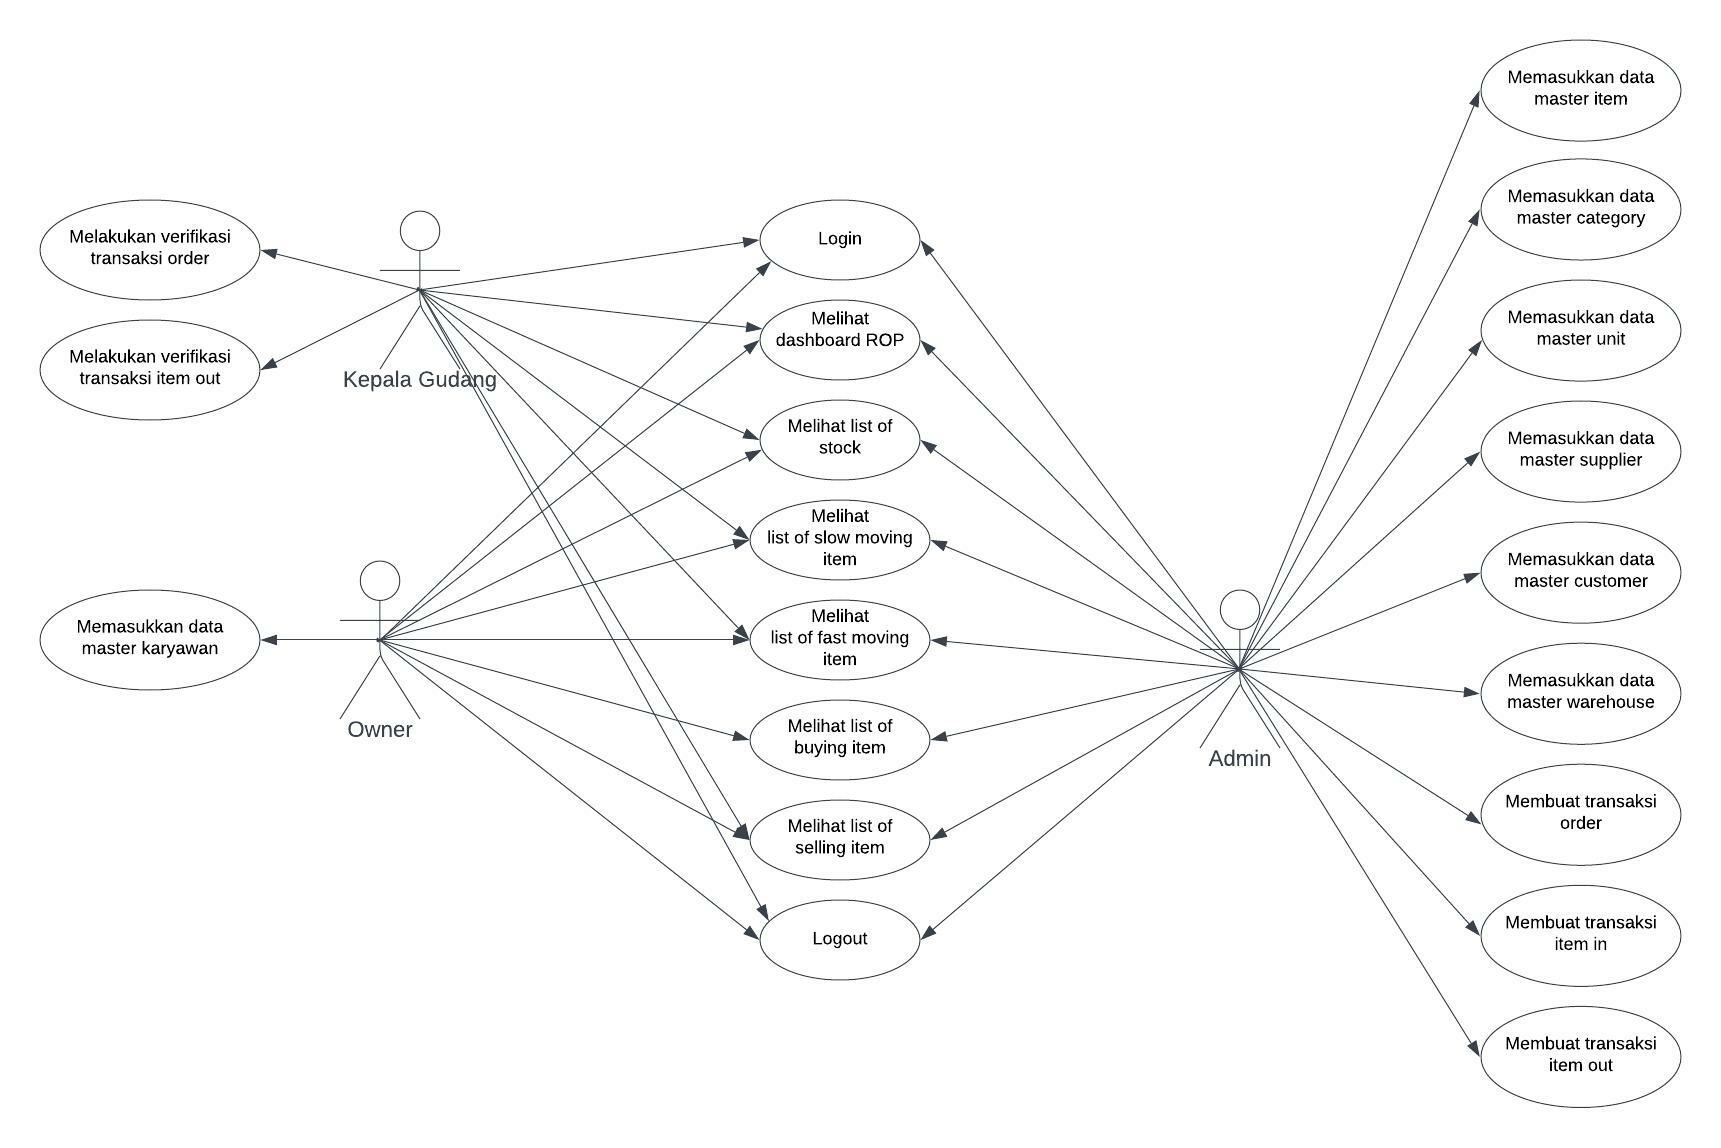 Melakukan verifikasi
transaksi order
Melakukan verifikasi
transaksi item out
Kepala Gudang
Memasukkan data
master karyawan
Owner
Login
Melihat
dashboard ROP
Melihat list of
stock
Melihat
list of slow moving
item
Melihat
list of fast moving
item
Melihat list of
buying item
Melihat list of
selling item
Logout
Admin
Memasukkan data
master item
Memasukkan data
master category
Memasukkan data
master unit
Memasukkan data
master supplier
Memasukkan data
master customer
Memasukkan data
master warehouse
Membuat transaksi
order
Membuat transaksi
item in
Membuat transaksi
item out